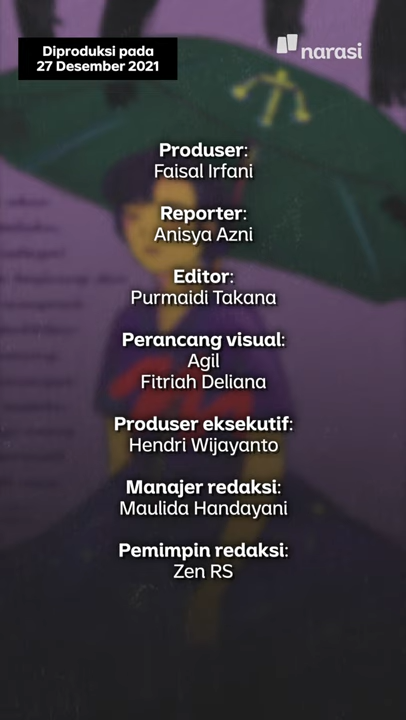 Diproduksi pada
27 Desember 2021
narasi
Produser:
Faisal Irfani
Reporter:
Anisya Azni
Editor:
Purmaidi Takana
Perancang visual:
Agil
Fitriah Deliana
Produser eksekutif:
Hendri Wijayanto
Manajer redaksi:
Maulida Handayani
Pemimpin redaksi:
Zen RS